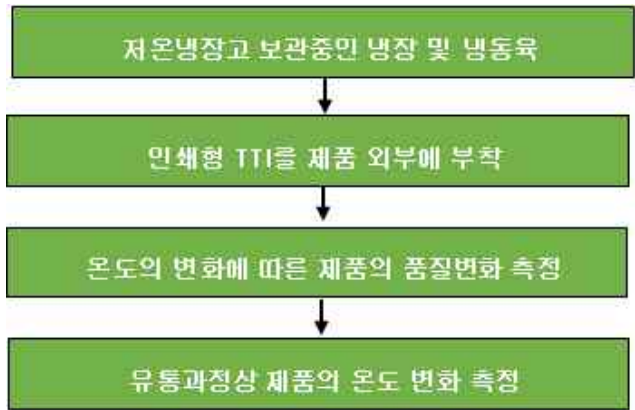 저온냉장고 보관중인 냉장 및 냉동육
인쇄형 TTI를 제품 외부에 부착
온도의 변화에 따른 제품의 품질변화 측정
유통과정상 제품의 온도 변화 측정